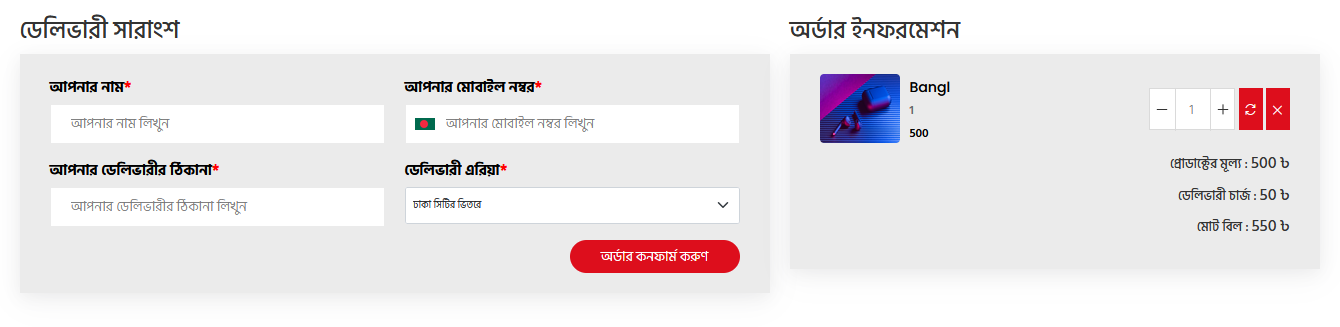 ডেলিভারী সারাংশ
আপনার নাম*
আপনার মোবাইল নম্বর*
আপনার নাম লিখুন
আপনার মোবাইল নম্বর লিখুন
আপনার ডেলিভারীর ঠিকানা*
ডেলিভারী এরিয়া*
আপনার ডেলিভারীর ঠিকানা লিখুন
ঢাকা সিটির ভিতরে
অর্ডার কনফার্ম করুণ
অর্ডার ইনফরমেশন
Bangl
1
500
− 1 +
প্রোডাক্টের মূল্য : 500 ৳
ডেলিভারী চার্জ : 50 ৳
মোট বিল : 550 ৳